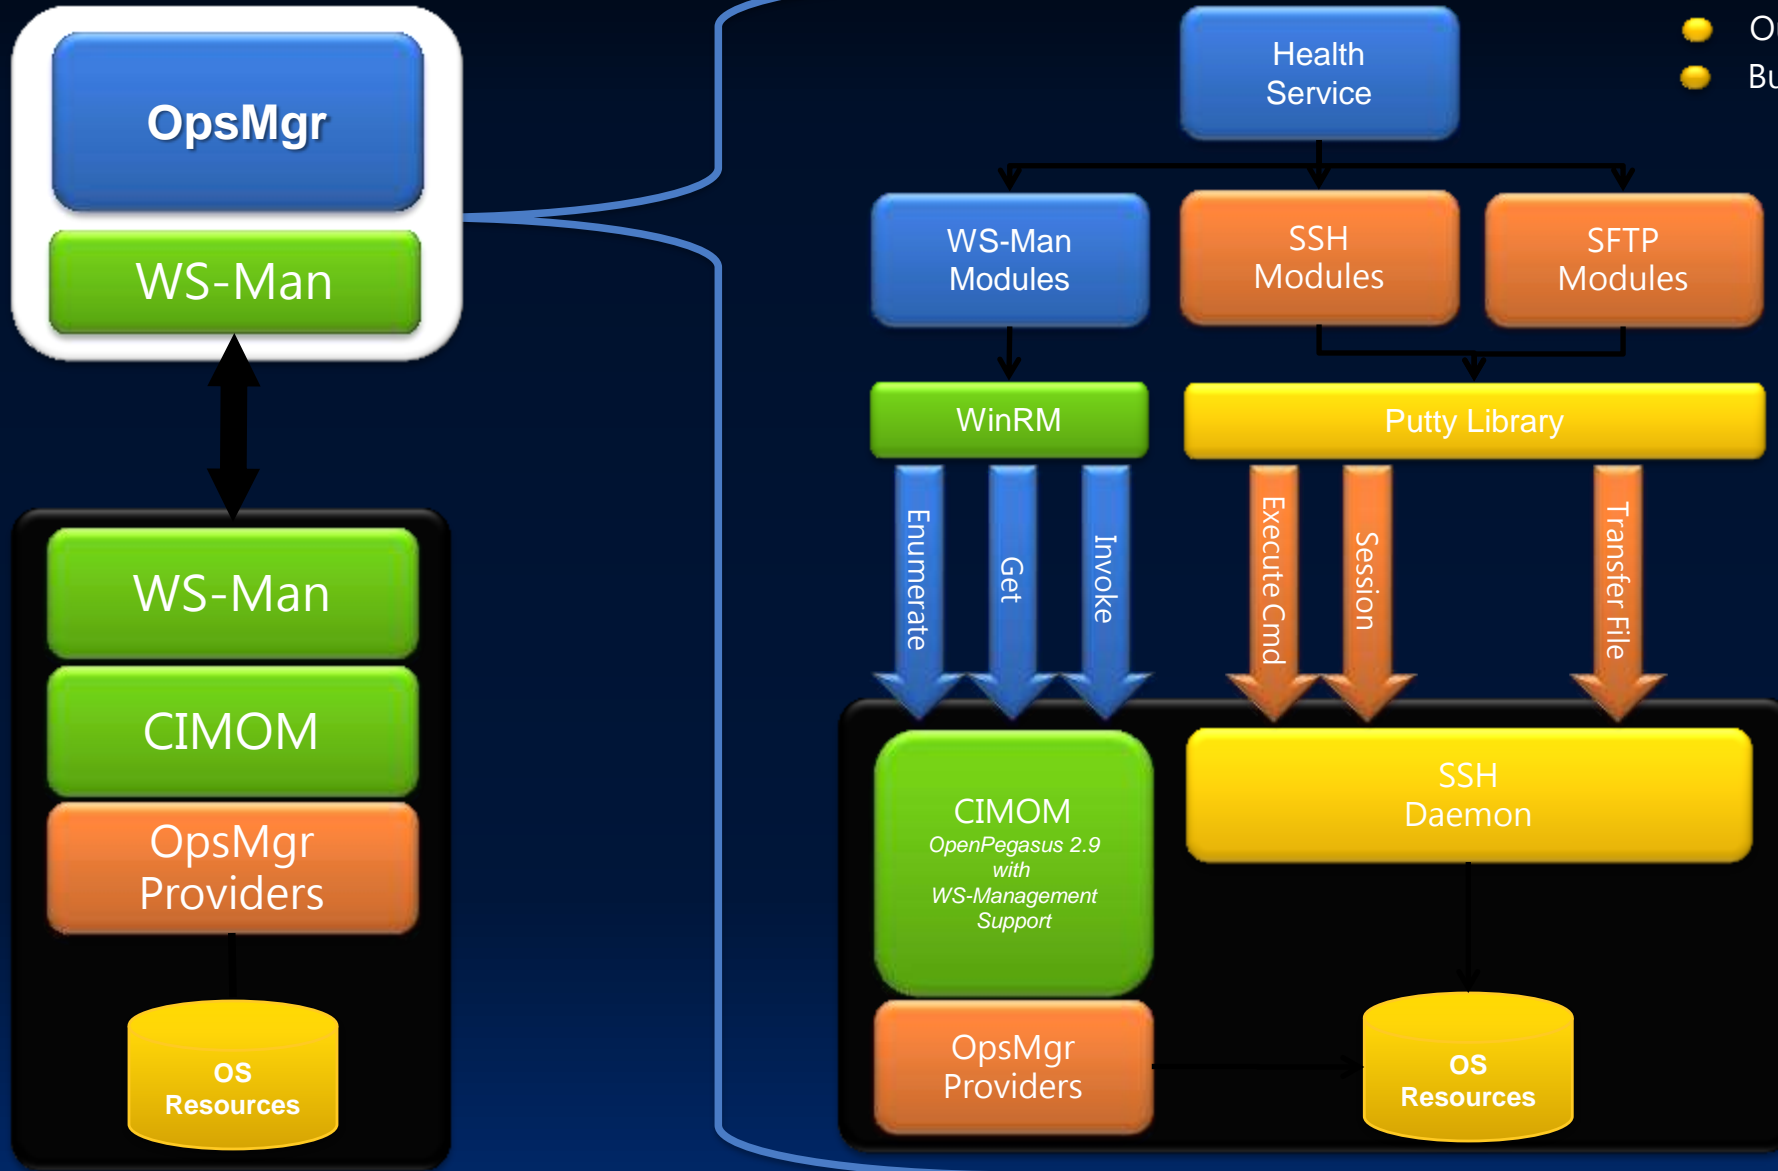 OpsMgr
WS-Man
WS-Man
CIMOM
OpsMgr
Providers
OS
Resources
Health
Service
WS-Man
Modules
SSH
Modules
SFTP
Modules
WinRM
Putty Library
Enumerate
Get
Invoke
Execute Cmd
Session
Transfer File
CIMOM
OpenPegasus 2.9
with
WS-Management
Support
SSH
Daemon
OpsMgr
Providers
OS
Resources